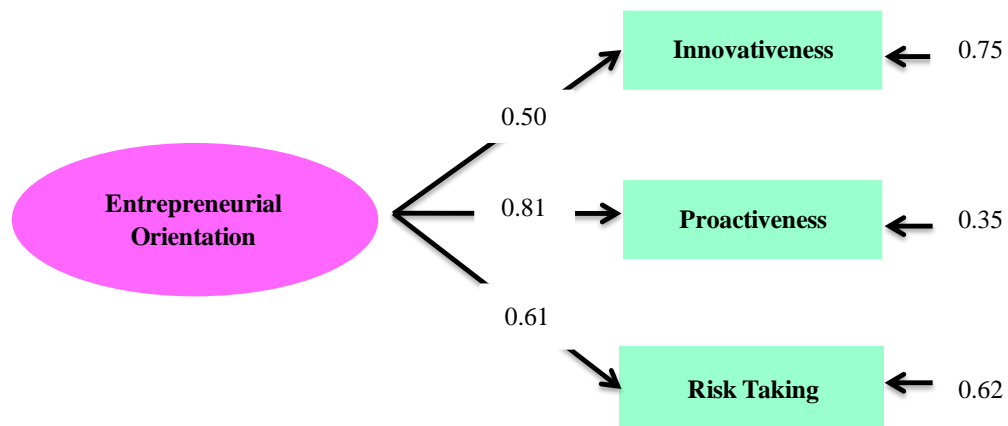 Innovativeness
0.75
0.50
Entrepreneurial
Orientation
0.81
Proactiveness
0.35
0.61
Risk Taking
0.62